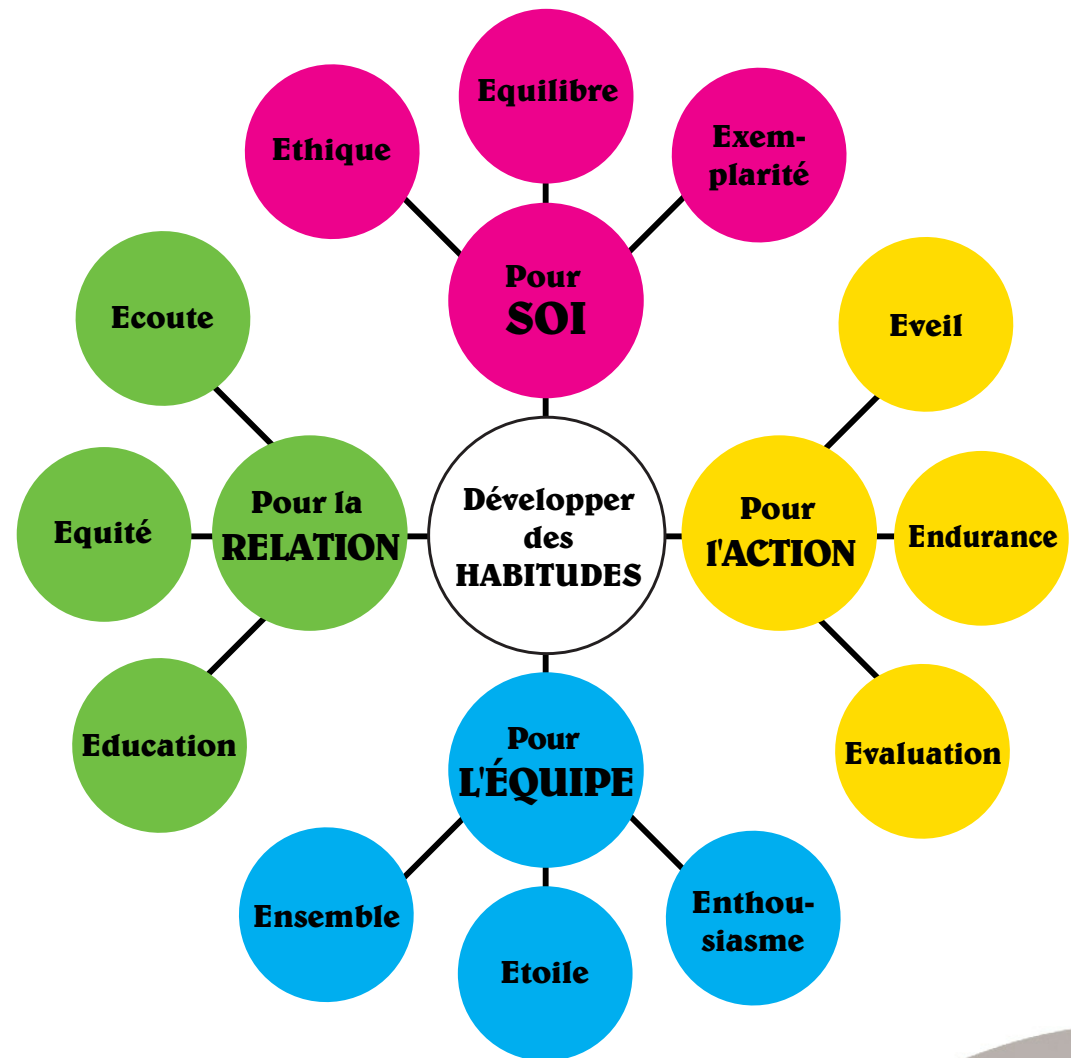 Equilibre
Ethique
Exem-
plarité
Pour
SOI
Ecoute
Eveil
Equité
Pour la
RELATION
Développer
des
HABITUDES
Pour
l'ACTION
Endurance
Education
Evaluation
Pour
L'ÉQUIPE
Ensemble
Etoile
Enthou-
siasme